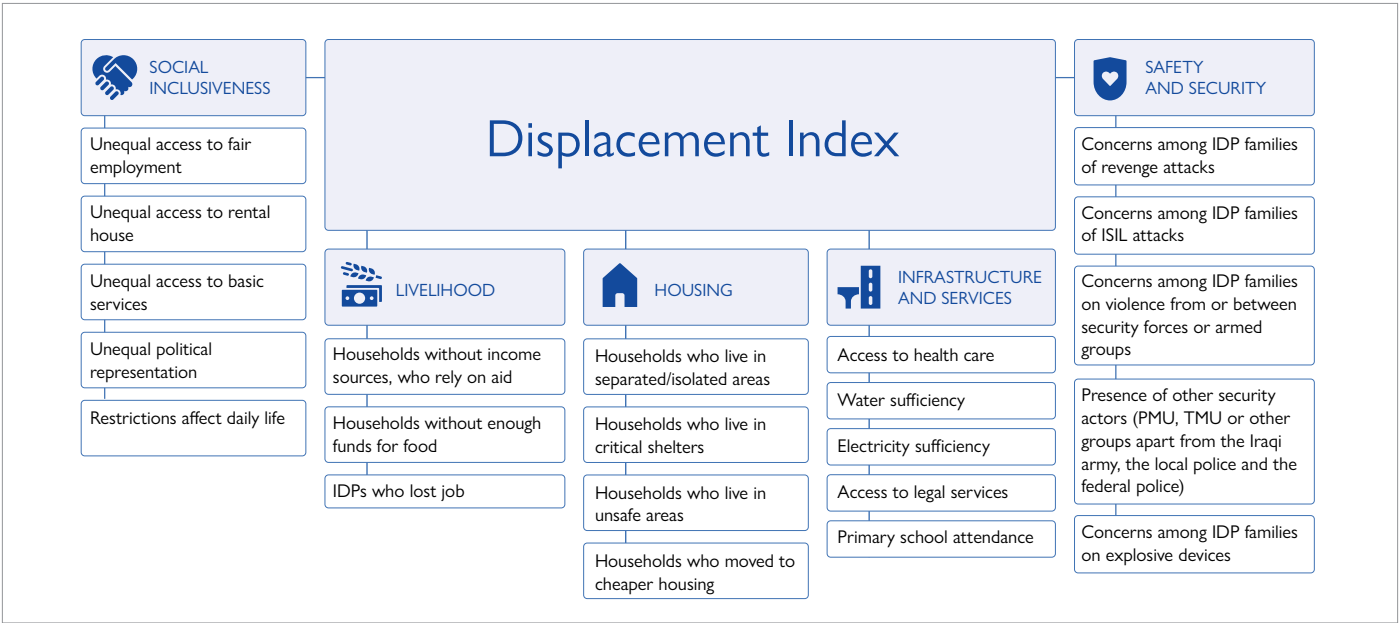 Displacement Index
SOCIAL
INCLUSIVENESS
Unequal access to fair
employment
Unequal access to rental
house
Unequal access to basic
services
Unequal political
representation
Restrictions affect daily life
LIVELIHOOD
Households without income
sources, who rely on aid
Households without enough
funds for food
IDPs who lost job
HOUSING
Households who live in
separated/isolated areas
Households who live in
critical shelters
Households who live in
unsafe areas
Households who moved to
cheaper housing
INFRASTRUCTURE
AND SERVICES
Access to health care
Water sufficiency
Electricity sufficiency
Access to legal services
Primary school attendance
SAFETY
AND SECURITY
Concerns among IDP families
of revenge attacks
Concerns among IDP families
of ISIL attacks
Concerns among IDP families
on violence from or between
security forces or armed
groups
Presence of other security
actors (PMU, TMU or other
groups apart from the Iraqi
army, the local police and the
federal police)
Concerns among IDP families
on explosive devices